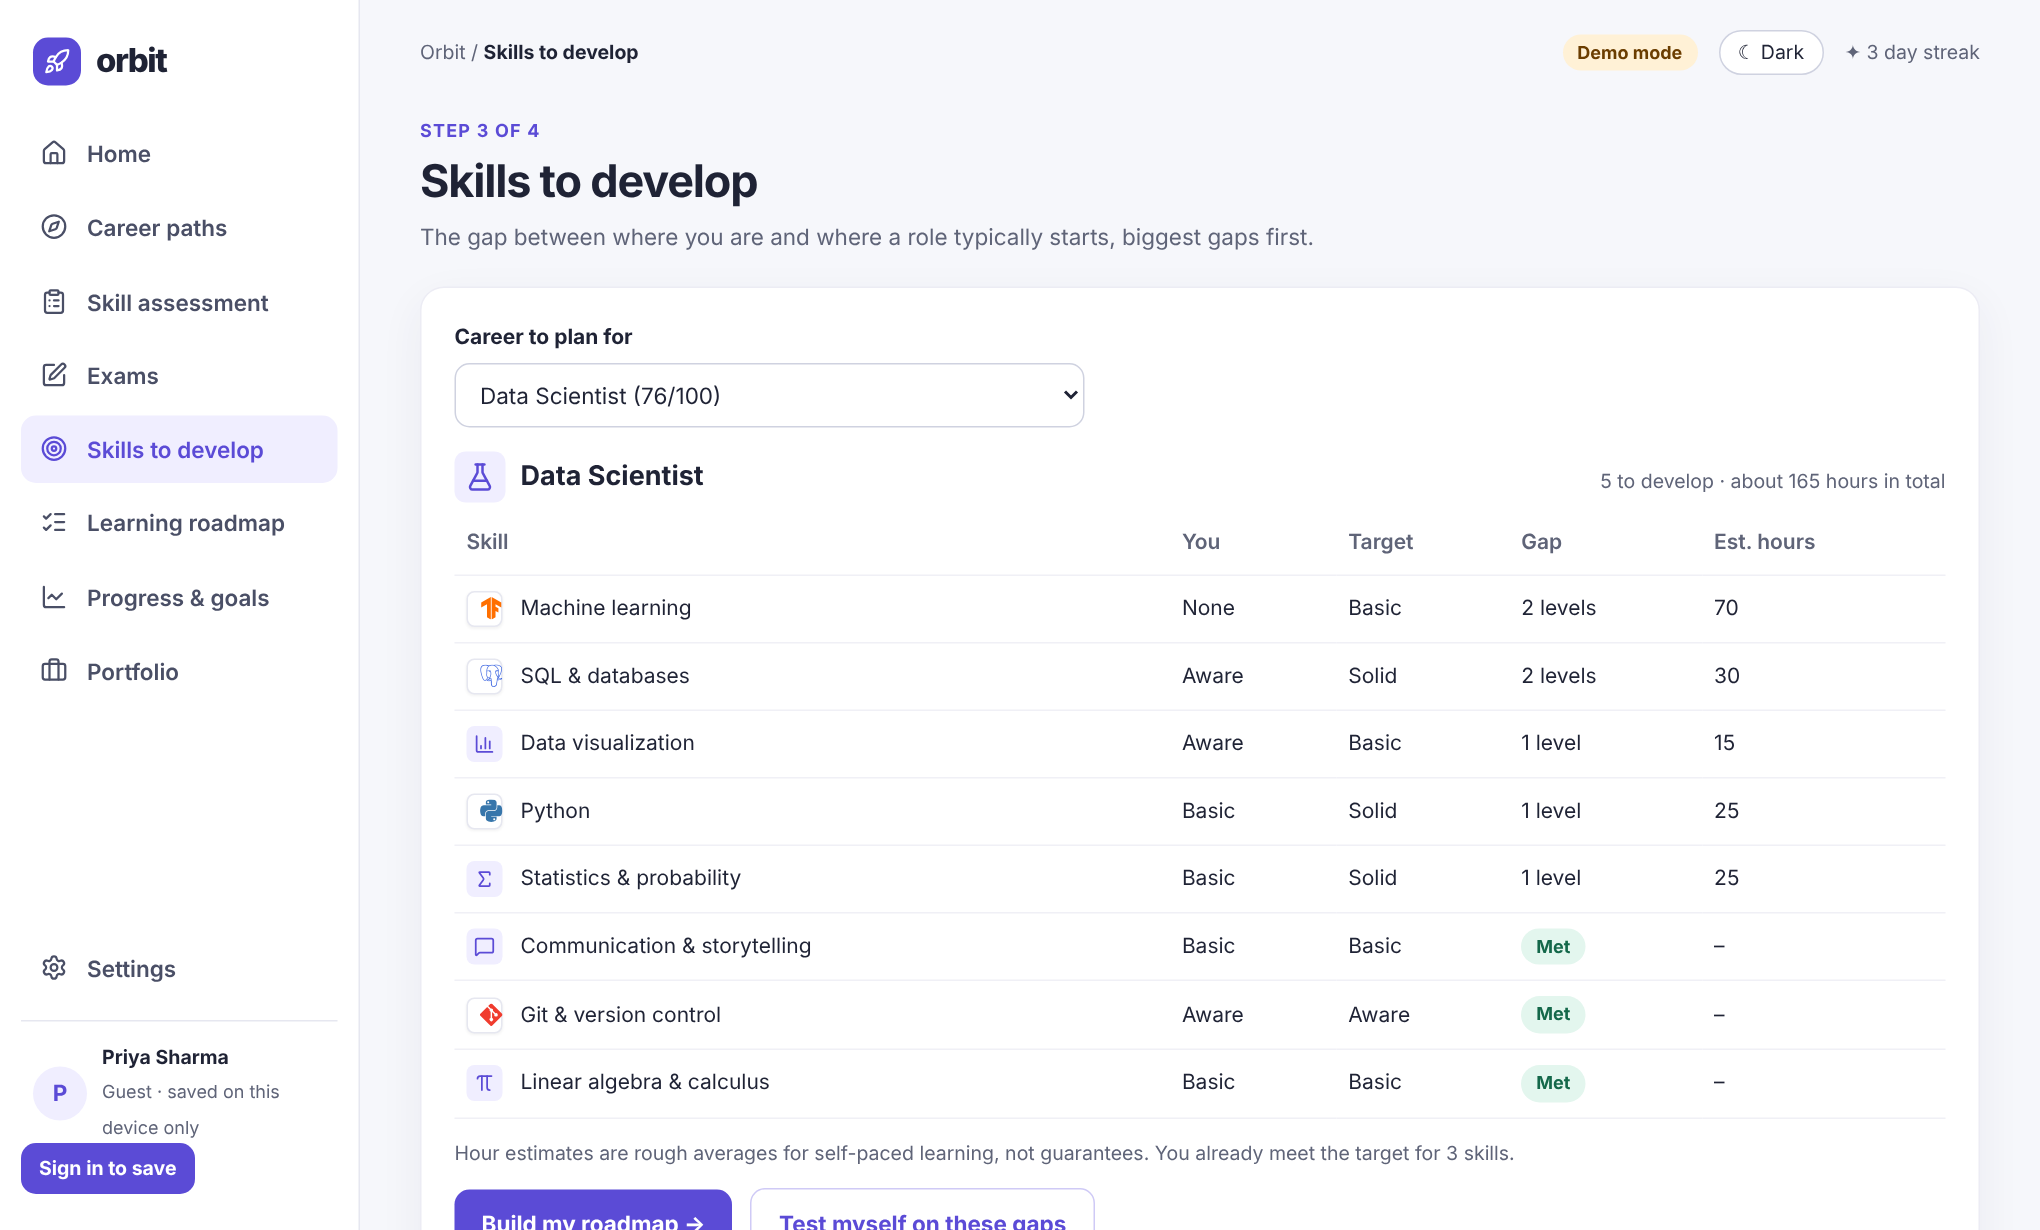 orbit
Home
Career paths
Skill assessment
Exams
Skills to develop
Learning roadmap
Progress & goals
Portfolio
Settings
Priya Sharma
P
Guest · saved on this
device only
Sign in to save
Orbit / Skills to develop
Demo mode
☾ Dark
✦ 3 day streak
STEP 3 OF 4
Skills to develop
The gap between where you are and where a role typically starts, biggest gaps first.
Career to plan for
Data Scientist (76/100)
Data Scientist
5 to develop · about 165 hours in total
Skill You Target Gap Est. hours
Machine learning None Basic 2 levels 70
SQL & databases Aware Solid 2 levels 30
Data visualization Aware Basic 1 level 15
Python Basic Solid 1 level 25
Σ Statistics & probability Basic Solid 1 level 25
Communication & storytelling Basic Basic Met –
Git & version control Aware Aware Met –
π Linear algebra & calculus Basic Basic Met –
Hour estimates are rough averages for self-paced learning, not guarantees. You already meet the target for 3 skills.
Build my roadmap →
Test myself on these gaps